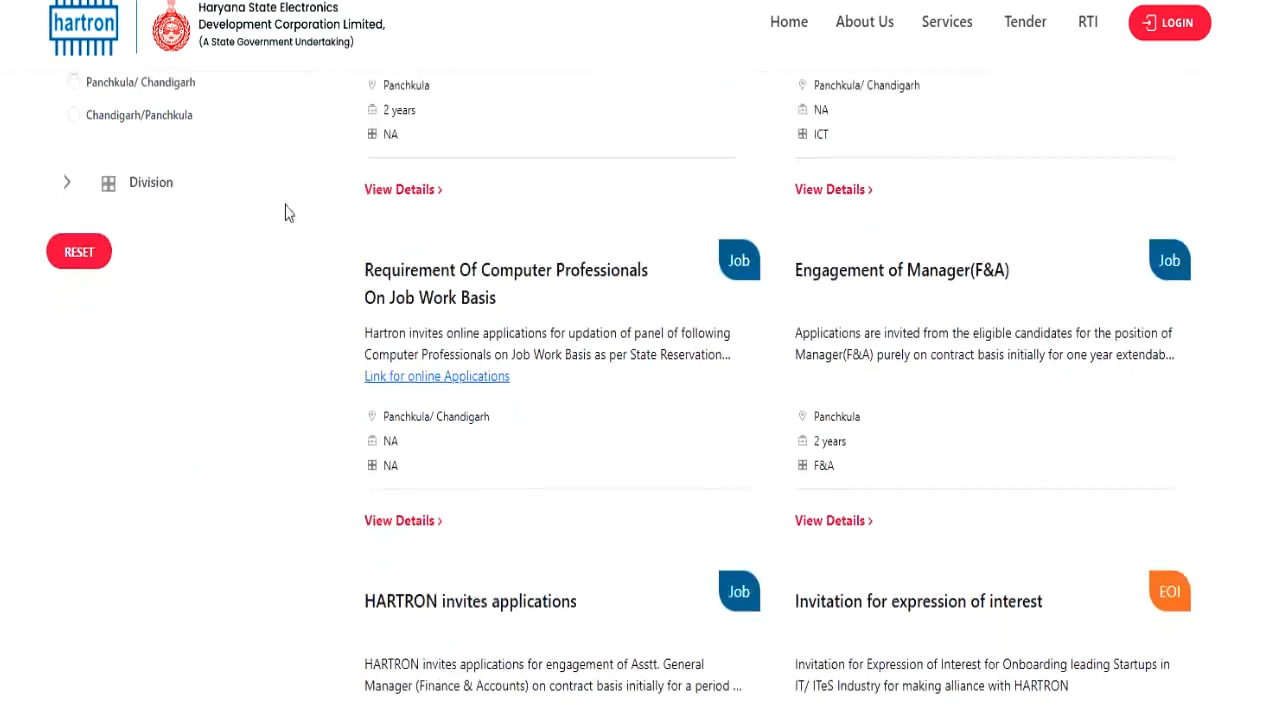 hartron
Haryana State Electronics
Development Corporation Limited,
(A State Government Undertaking)
Home
About Us
Services
Tender
RTI
LOGIN
Panchkula/ Chandigarh
Chandigarh/Panchkula
Division
RESET
Panchkula
2 years
NA
View Details ›
Panchkula/ Chandigarh
NA
ICT
View Details ›
Requirement Of Computer Professionals
On Job Work Basis
Job
Hartron invites online applications for updation of panel of following
Computer Professionals on Job Work Basis as per State Reservation...
Link for online Applications
Panchkula/ Chandigarh
NA
NA
View Details ›
Engagement of Manager(F&A)
Job
Applications are invited from the eligible candidates for the position of
Manager(F&A) purely on contract basis initially for one year extendab...
Panchkula
2 years
F&A
View Details ›
HARTRON invites applications
Job
HARTRON invites applications for engagement of Asstt. General
Manager (Finance & Accounts) on contract basis initially for a period ...
Invitation for expression of interest
EOI
Invitation for Expression of Interest for Onboarding leading Startups in
IT/ ITeS Industry for making alliance with HARTRON